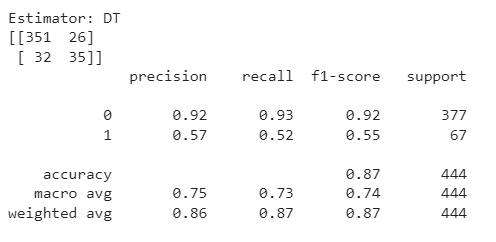 Estimator: DT
[[351  26]
 [ 32  35]]
              precision    recall  f1-score   support

           0       0.92      0.93      0.92       377
           1       0.57      0.52      0.55        67

    accuracy                           0.87       444
   macro avg       0.75      0.73      0.74       444
weighted avg       0.86      0.87      0.87       444